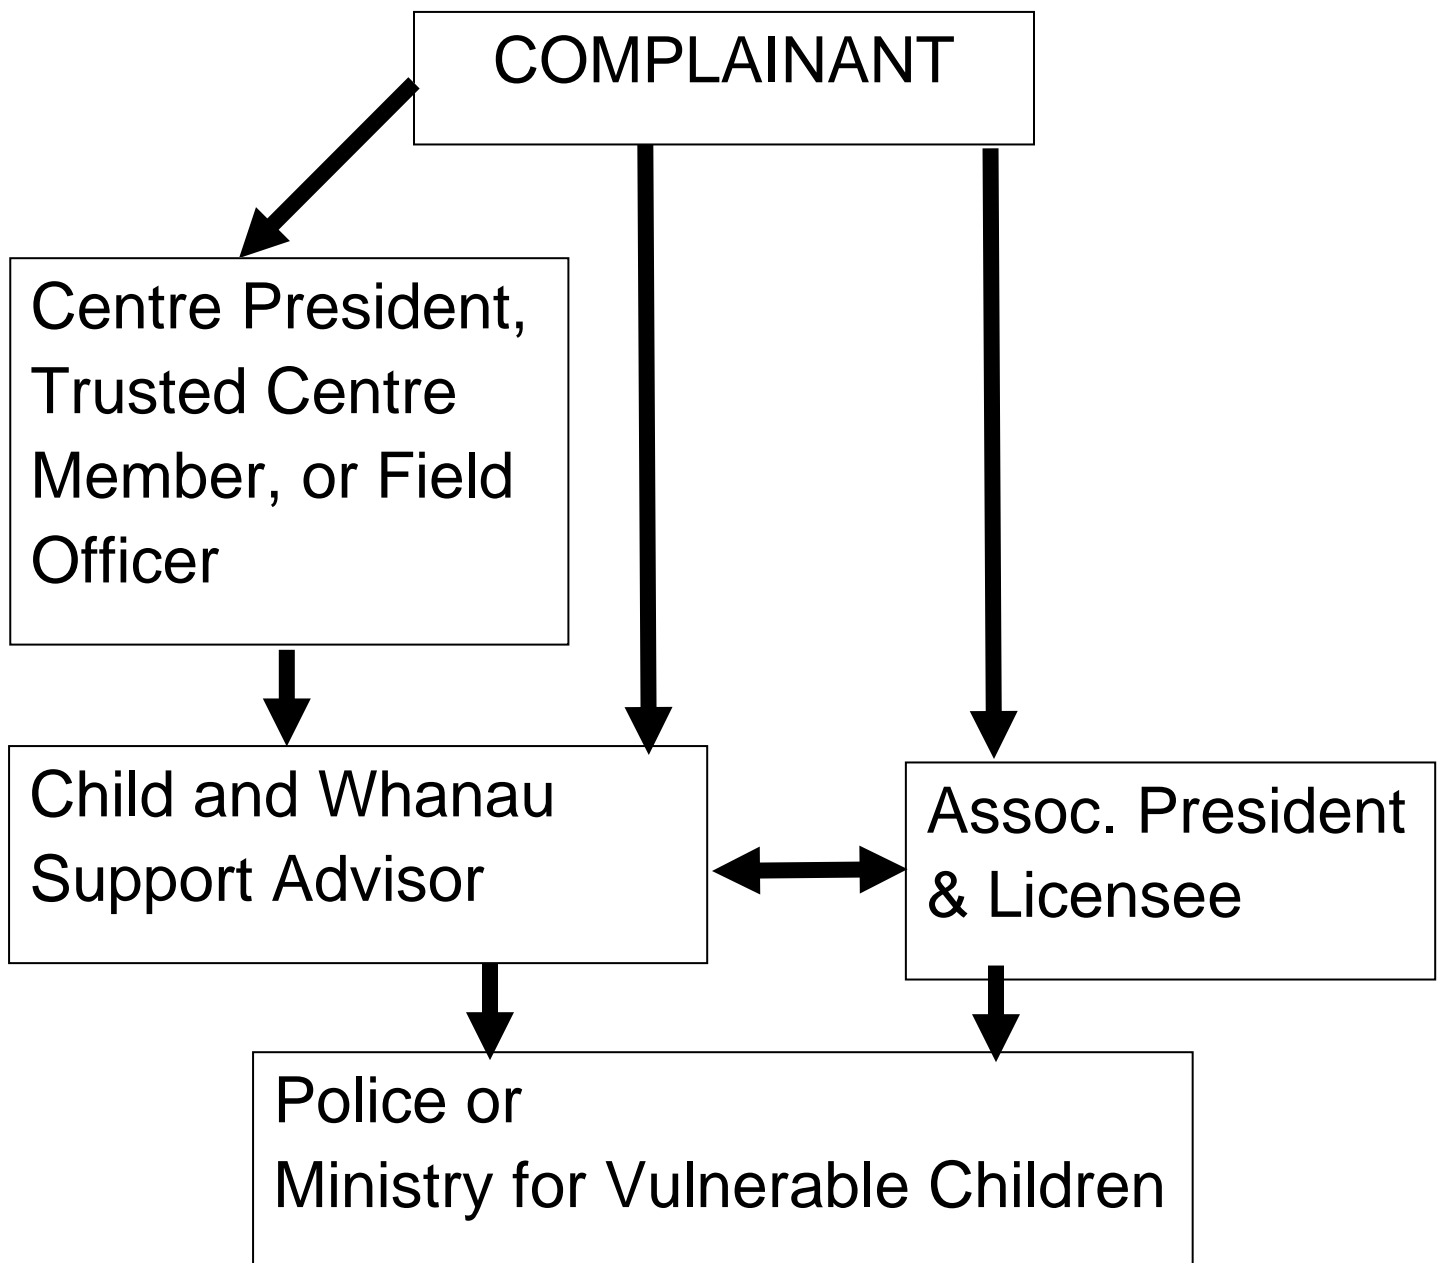 COMPLAINANT
Centre President,
Trusted Centre
Member, or Field
Officer
Child and Whanau
Support Advisor
Assoc. President
& Licensee
Police or
Ministry for Vulnerable Children